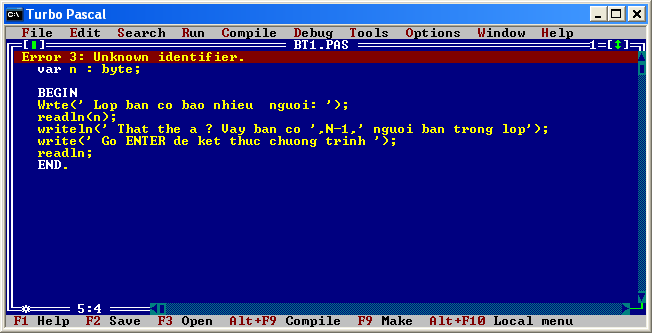 Turbo Pascal
File Edit Search Run Compile Debug Tools Options Window Help
[■] BT1.PAS 1=[↕]
Error 3: Unknown identifier.
var n : byte;
BEGIN
Wrte(' Lop ban co bao nhieu  nguoi: ');
readln(n);
writeln(' That the a ? Vay ban co ',N-1,' nguoi ban trong lop');
write(' Go ENTER de ket thuc chuong trinh ');
readln;
END.
5:4
F1 Help F2 Save F3 Open Alt+F9 Compile F9 Make Alt+F10 Local menu